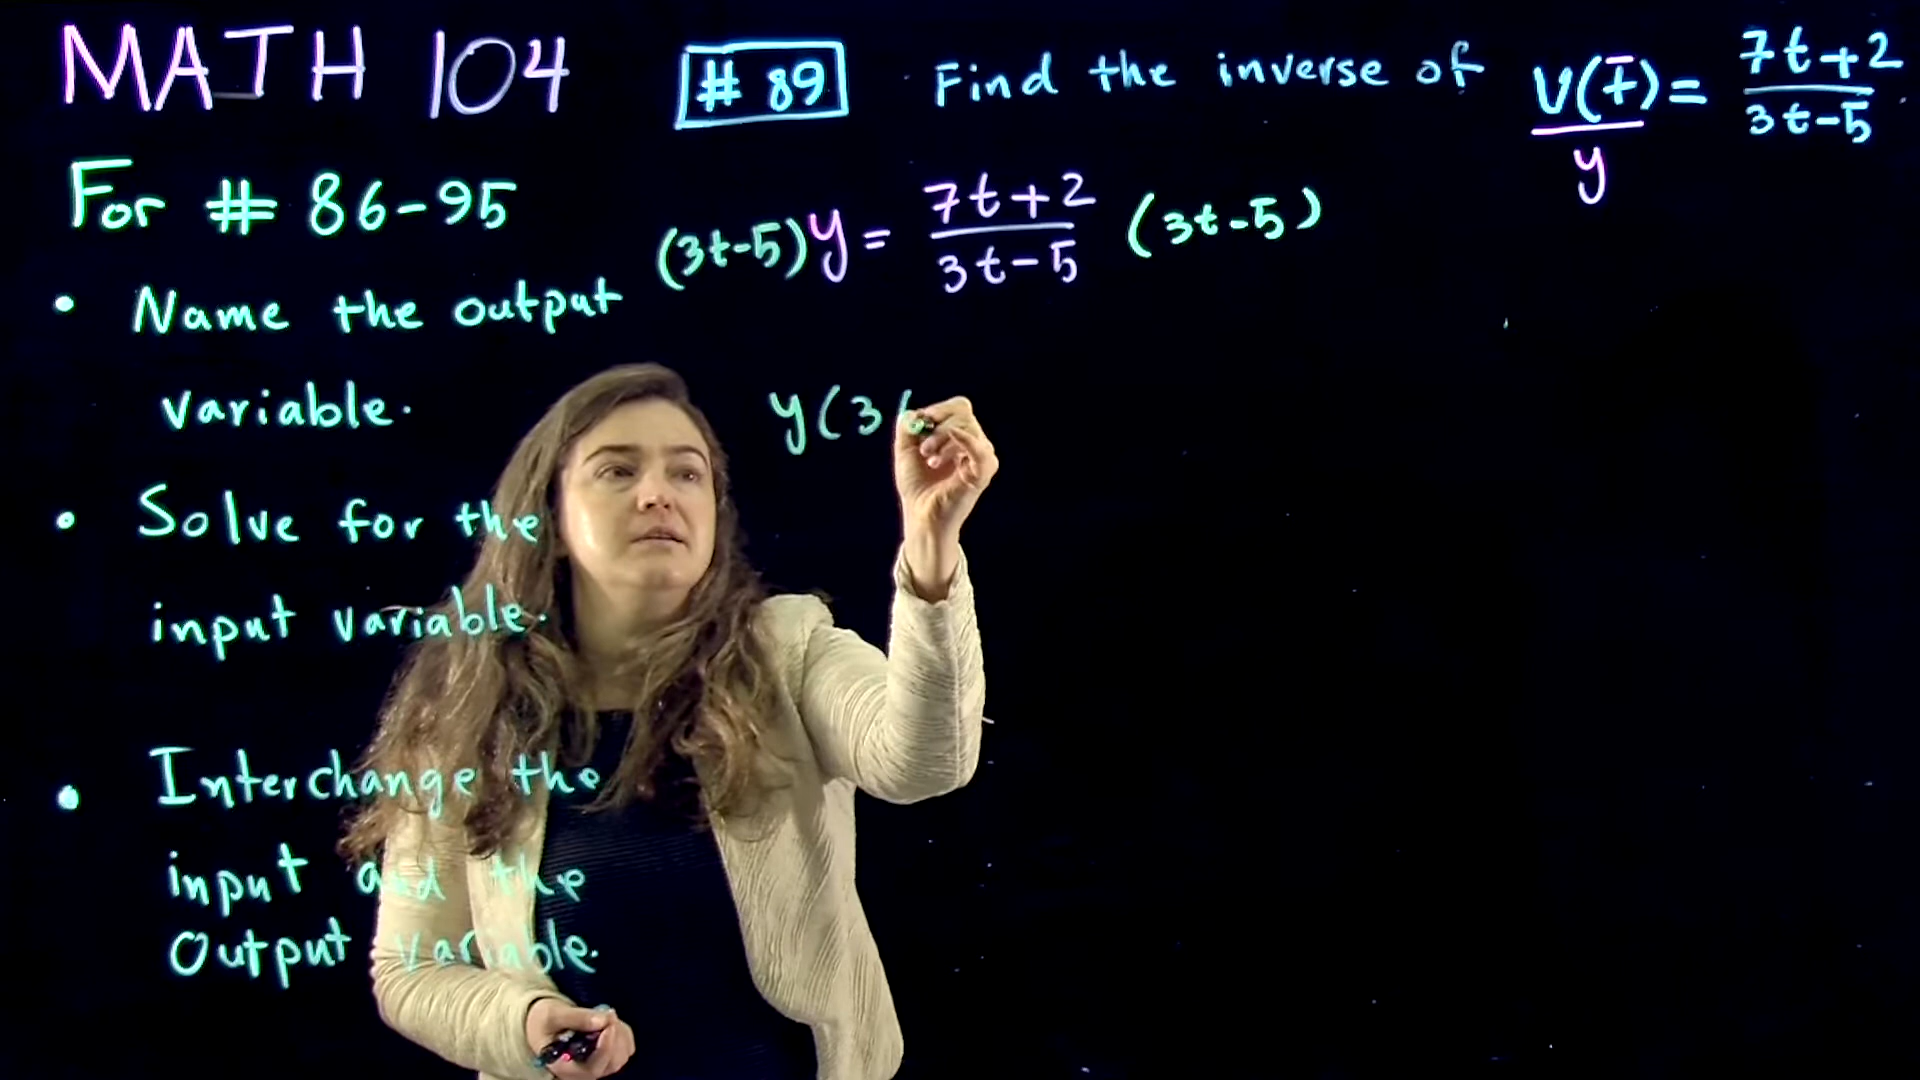 MATH 104
# 89
Find the inverse of V(t) = 7t+2 / 3t-5
y
For # 86-95
(3t-5) y = 7t+2 / 3t-5 (3t-5)
• Name the output
variable.
y(3t
• Solve for the
input variable.
• Interchange the
input and the
Output variable.